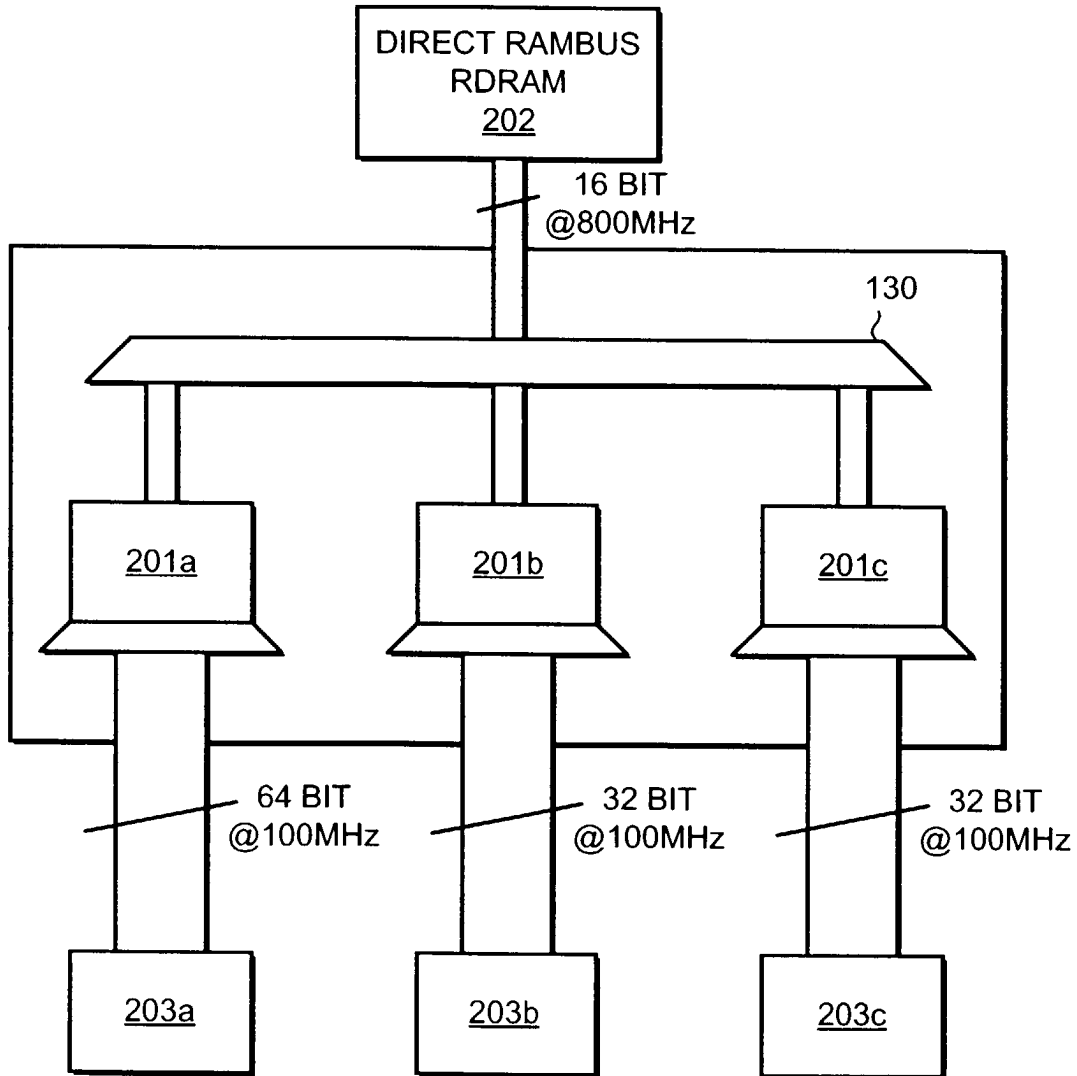 DIRECT RAMBUS
RDRAM
202
16 BIT
@800MHz
130
201a
201b
201c
64 BIT
@100MHz
32 BIT
@100MHz
32 BIT
@100MHz
203a
203b
203c